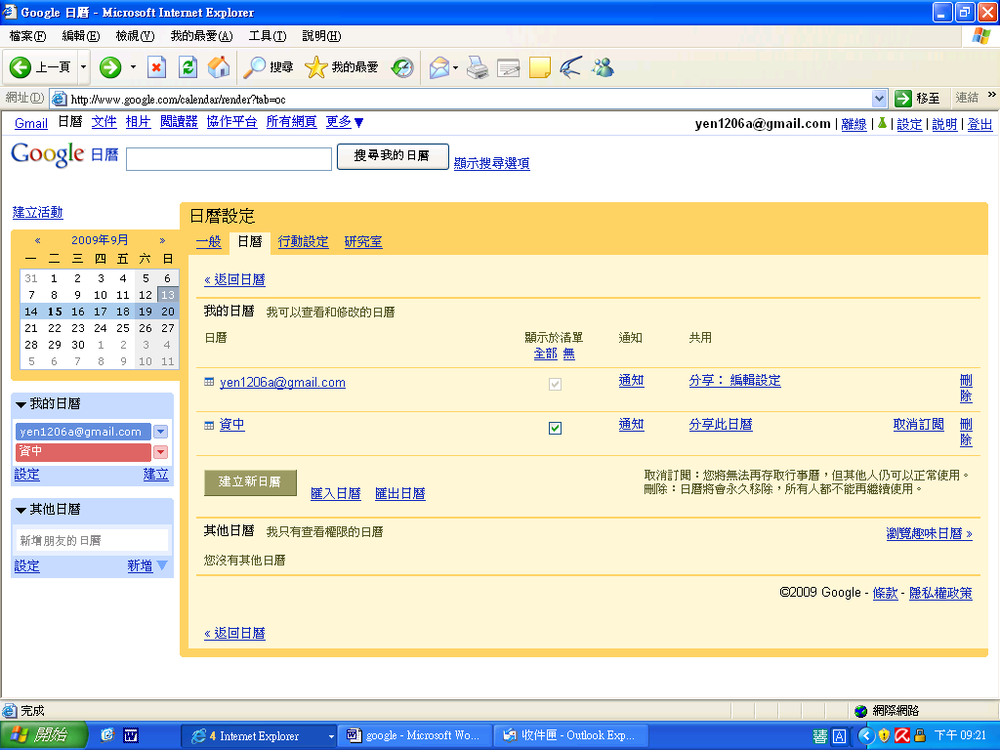 Google 日曆 - Microsoft Internet Explorer
檔案(F) 編輯(E) 檢視(V) 我的最愛(A) 工具(T) 說明(H)
上一頁 搜尋 我的最愛
網址(D) http://www.google.com/calendar/render?tab=oc 移至 連結 »
Gmail 日曆 文件 相片 閱讀器 協作平台 所有網頁 更多▼ yen1206a@gmail.com | 離線 | | 設定 | 説明 | 登出
Google 日曆 搜尋我的日曆 顯示搜尋選項
建立活動
« 2009年9月 »
一 二 三 四 五 六 日
31 1 2 3 4 5 6
7 8 9 10 11 12 13
14 15 16 17 18 19 20
21 22 23 24 25 26 27
28 29 30 1 2 3 4
5 6 7 8 9 10 11
▼ 我的日曆
yen1206a@gmail.com
資中
設定 建立
▼ 其他日曆
新增朋友的日曆
設定 新增 ▼
日曆設定
一般 日曆 行動設定 研究室
« 返回日曆
我的日曆 我可以查看和修改的日曆
日曆 顯示於清單 通知 共用
全部 無
yen1206a@gmail.com 通知 分享： 編輯設定 刪除
資中 通知 分享此日曆 取消訂閱 刪除
建立新日曆 匯入日曆 匯出日曆
取消訂閱：您將無法再存取行事曆，但其他人仍可以正常使用。
刪除：日曆將會永久移除，所有人都不能再繼續使用。
其他日曆 我只有查看權限的日曆 瀏覽趣味日曆 »
您沒有其他日曆
©2009 Google - 條款 - 隱私權政策
« 返回日曆
完成 網際網路
開始 4 Internet Explorer google - Microsoft Wo... 收件匣 - Outlook Exp... A 下午 09:21